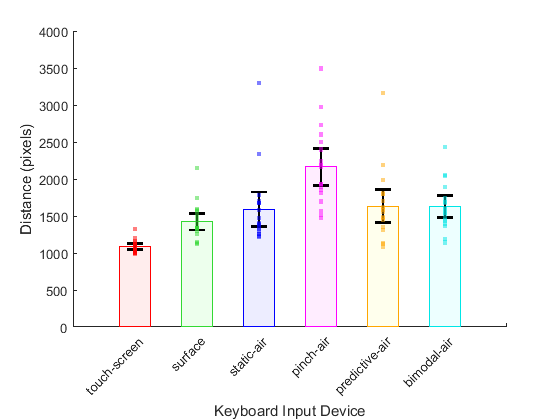 4000
3500
3000
2500
2000
1500
1000
500
0
Distance (pixels)
touch-screen
surface
static-air
pinch-air
predictive-air
bimodal-air
Keyboard Input Device